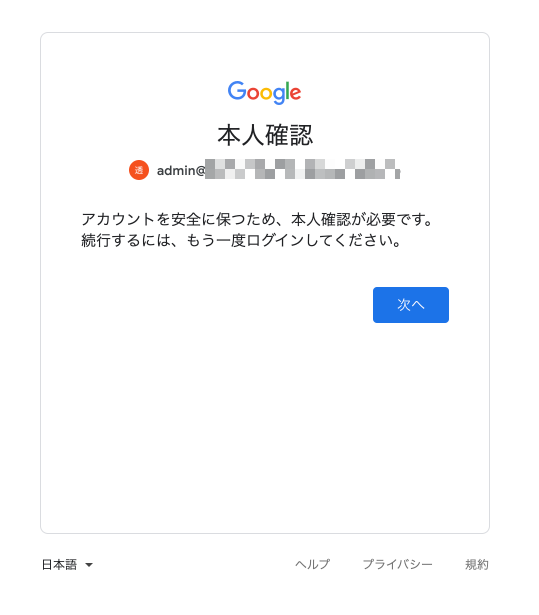 Google
本人確認
透 admin@
アカウントを安全に保つため、本人確認が必要です。
続行するには、もう一度ログインしてください。
次へ
日本語 ヘルプ プライバシー 規約